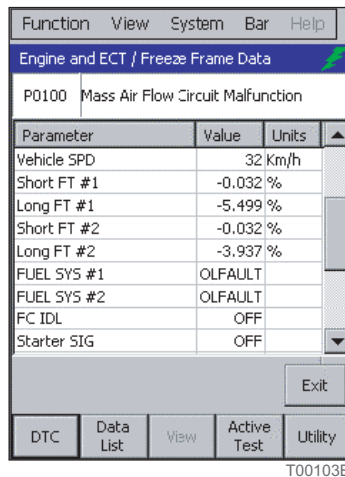 Function View System Bar Help
Engine and ECT / Freeze Frame Data
P0100 Mass Air Flow Circuit Malfunction
Parameter Value Units
Vehicle SPD 32 Km/h
Short FT #1 -0.032 %
Long FT #1 -5.499 %
Short FT #2 -0.032 %
Long FT #2 -3.937 %
FUEL SYS #1 OLFAULT
FUEL SYS #2 OLFAULT
FC IDL OFF
Starter SIG OFF
Exit
DTC Data List View Active Test Utility
T00103E